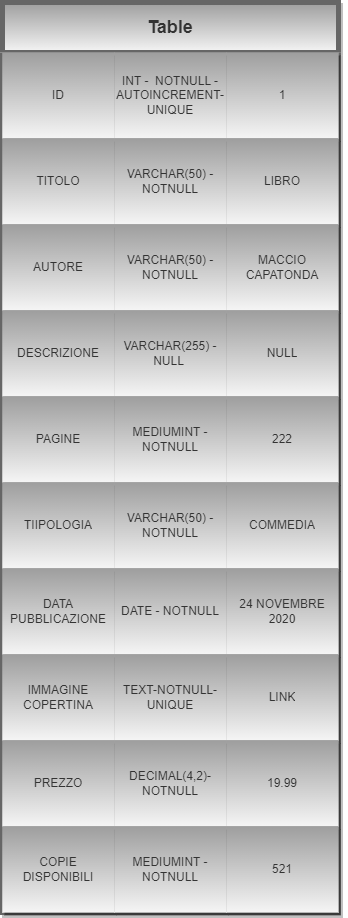 Table
ID
INT -  NOTNULL -
AUTOINCREMENT-
UNIQUE
1
TITOLO
VARCHAR(50) -
NOTNULL
LIBRO
AUTORE
VARCHAR(50) -
NOTNULL
MACCIO
CAPATONDA
DESCRIZIONE
VARCHAR(255) -
NULL
NULL
PAGINE
MEDIUMINT -
NOTNULL
222
TIIPOLOGIA
VARCHAR(50) -
NOTNULL
COMMEDIA
DATA
PUBBLICAZIONE
DATE - NOTNULL
24 NOVEMBRE
2020
IMMAGINE
COPERTINA
TEXT-NOTNULL-
UNIQUE
LINK
PREZZO
DECIMAL(4,2)-
NOTNULL
19.99
COPIE
DISPONIBILI
MEDIUMINT -
NOTNULL
521